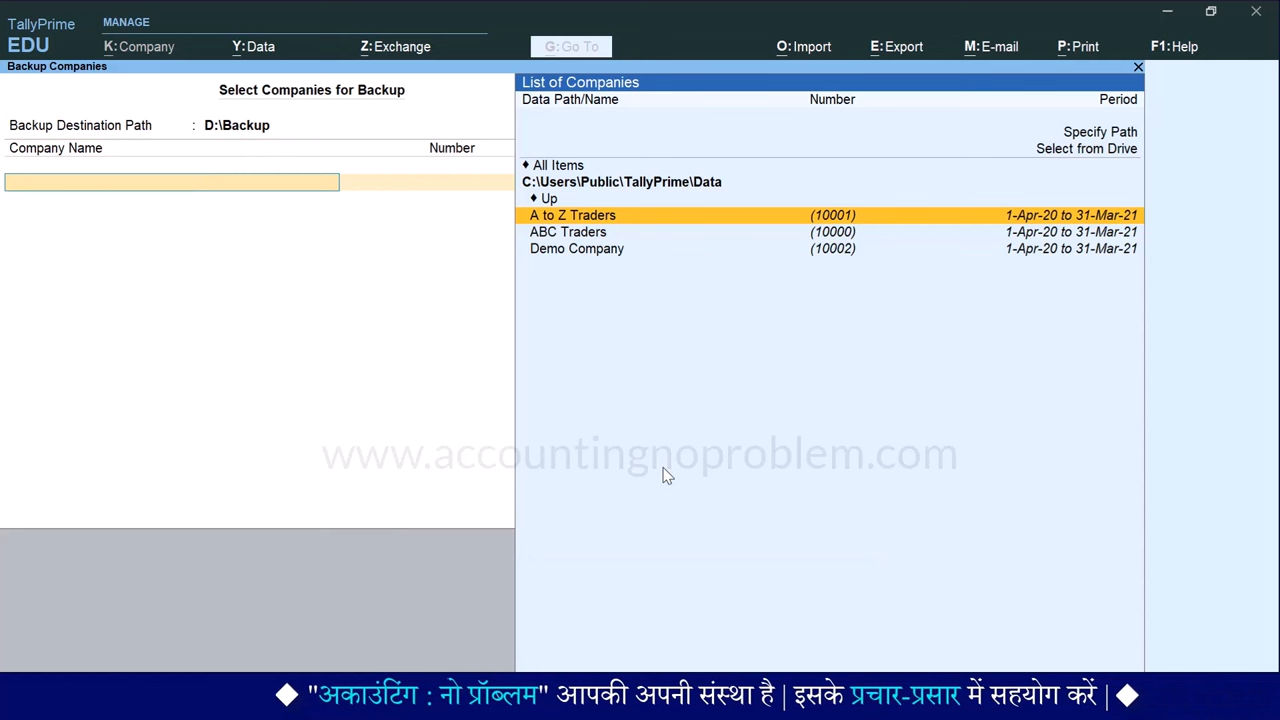 TallyPrime
EDU
MANAGE
K:Company Y:Data Z:Exchange G:Go To O:Import E:Export M:E-mail P:Print F1:Help
Backup Companies
Select Companies for Backup
Backup Destination Path : D:\Backup
Company Name Number
List of Companies
Data Path/Name Number Period
Specify Path
Select from Drive
♦ All Items
C:\Users\Public\TallyPrime\Data
♦ Up
A to Z Traders (10001) 1-Apr-20 to 31-Mar-21
ABC Traders (10000) 1-Apr-20 to 31-Mar-21
Demo Company (10002) 1-Apr-20 to 31-Mar-21
www.accountingnoproblem.com
◆ "अकाउंटिंग : नो प्रॉब्लम" आपकी अपनी संस्था है | इसके प्रचार-प्रसार में सहयोग करें | ◆